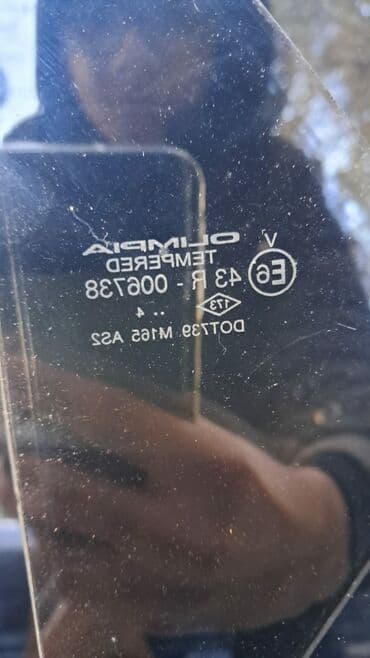 OLIMPIA
TEMPERED
V
E6
43 R - 006738
173
.. 4
DOT739 M165 AS2